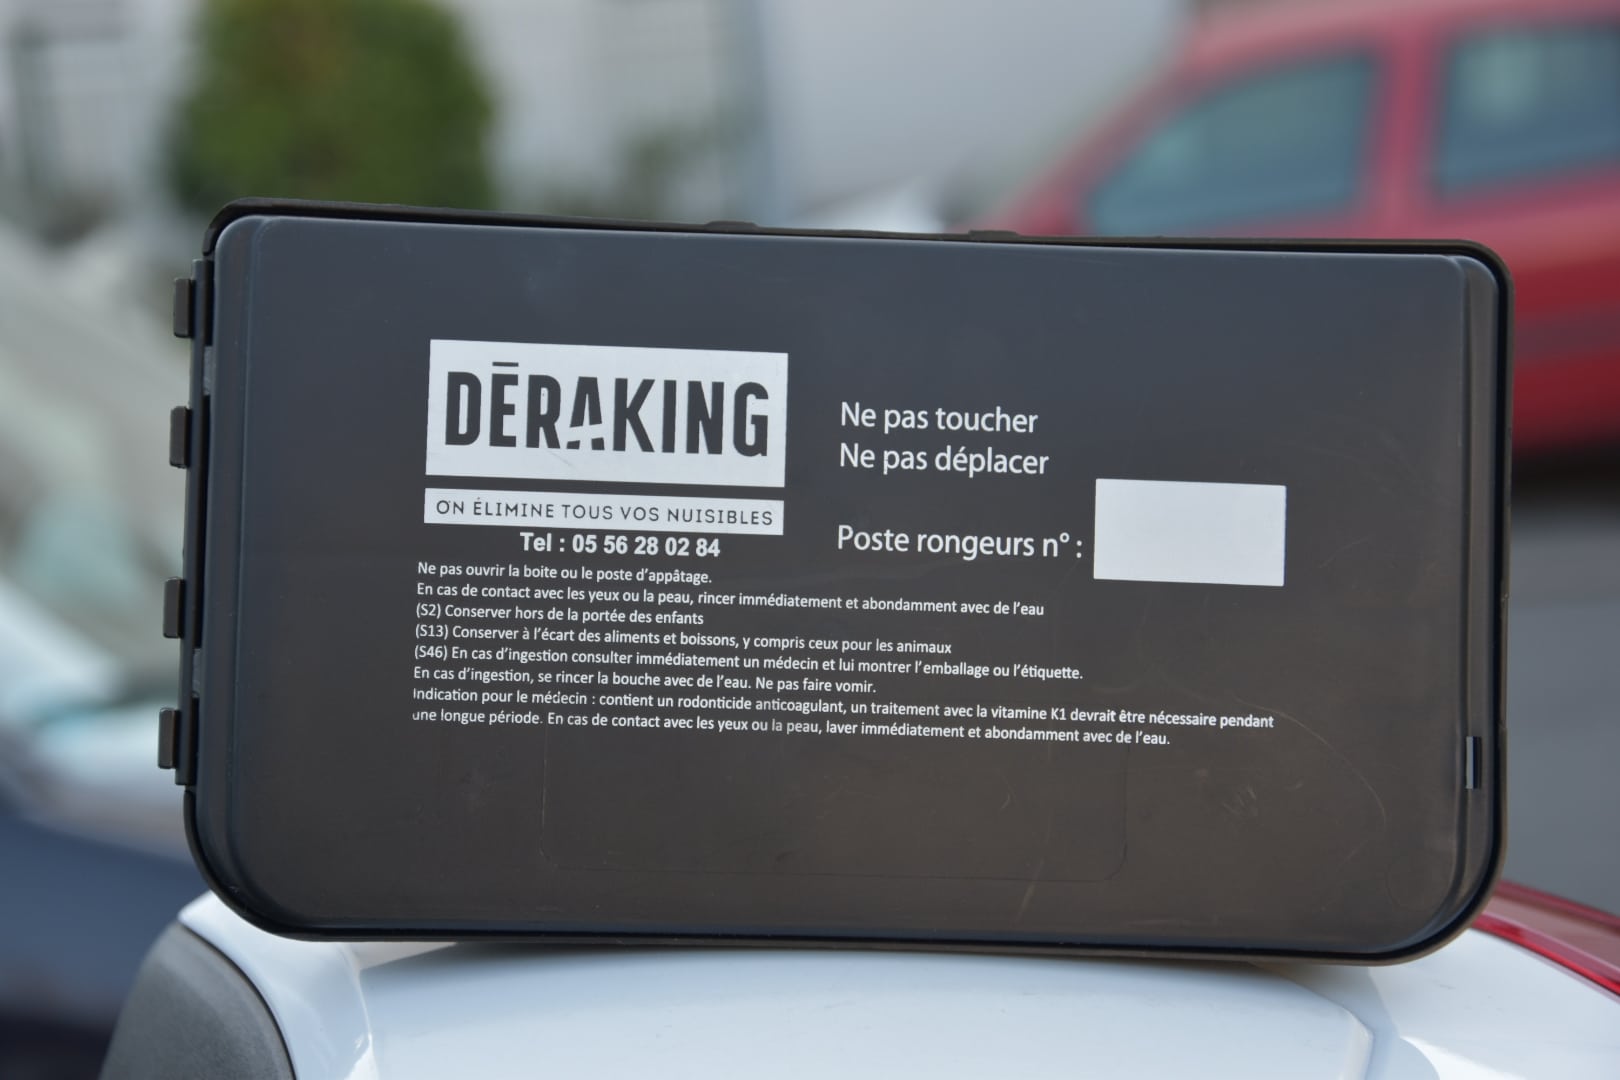 DĒRAKING
ON ÉLIMINE TOUS VOS NUISIBLES
Tel : 05 56 28 02 84
Ne pas toucher
Ne pas déplacer
Poste rongeurs n° :
Ne pas ouvrir la boite ou le poste d'appâtage.
En cas de contact avec les yeux ou la peau, rincer immédiatement et abondamment avec de l'eau
(S2) Conserver hors de la portée des enfants
(S13) Conserver à l'écart des aliments et boissons, y compris ceux pour les animaux
(S46) En cas d'ingestion consulter immédiatement un médecin et lui montrer l'emballage ou l'étiquette.
En cas d'ingestion, se rincer la bouche avec de l'eau. Ne pas faire vomir.
Indication pour le médecin : contient un rodonticide anticoagulant, un traitement avec la vitamine K1 devrait être nécessaire pendant
une longue période. En cas de contact avec les yeux ou la peau, laver immédiatement et abondamment avec de l'eau.